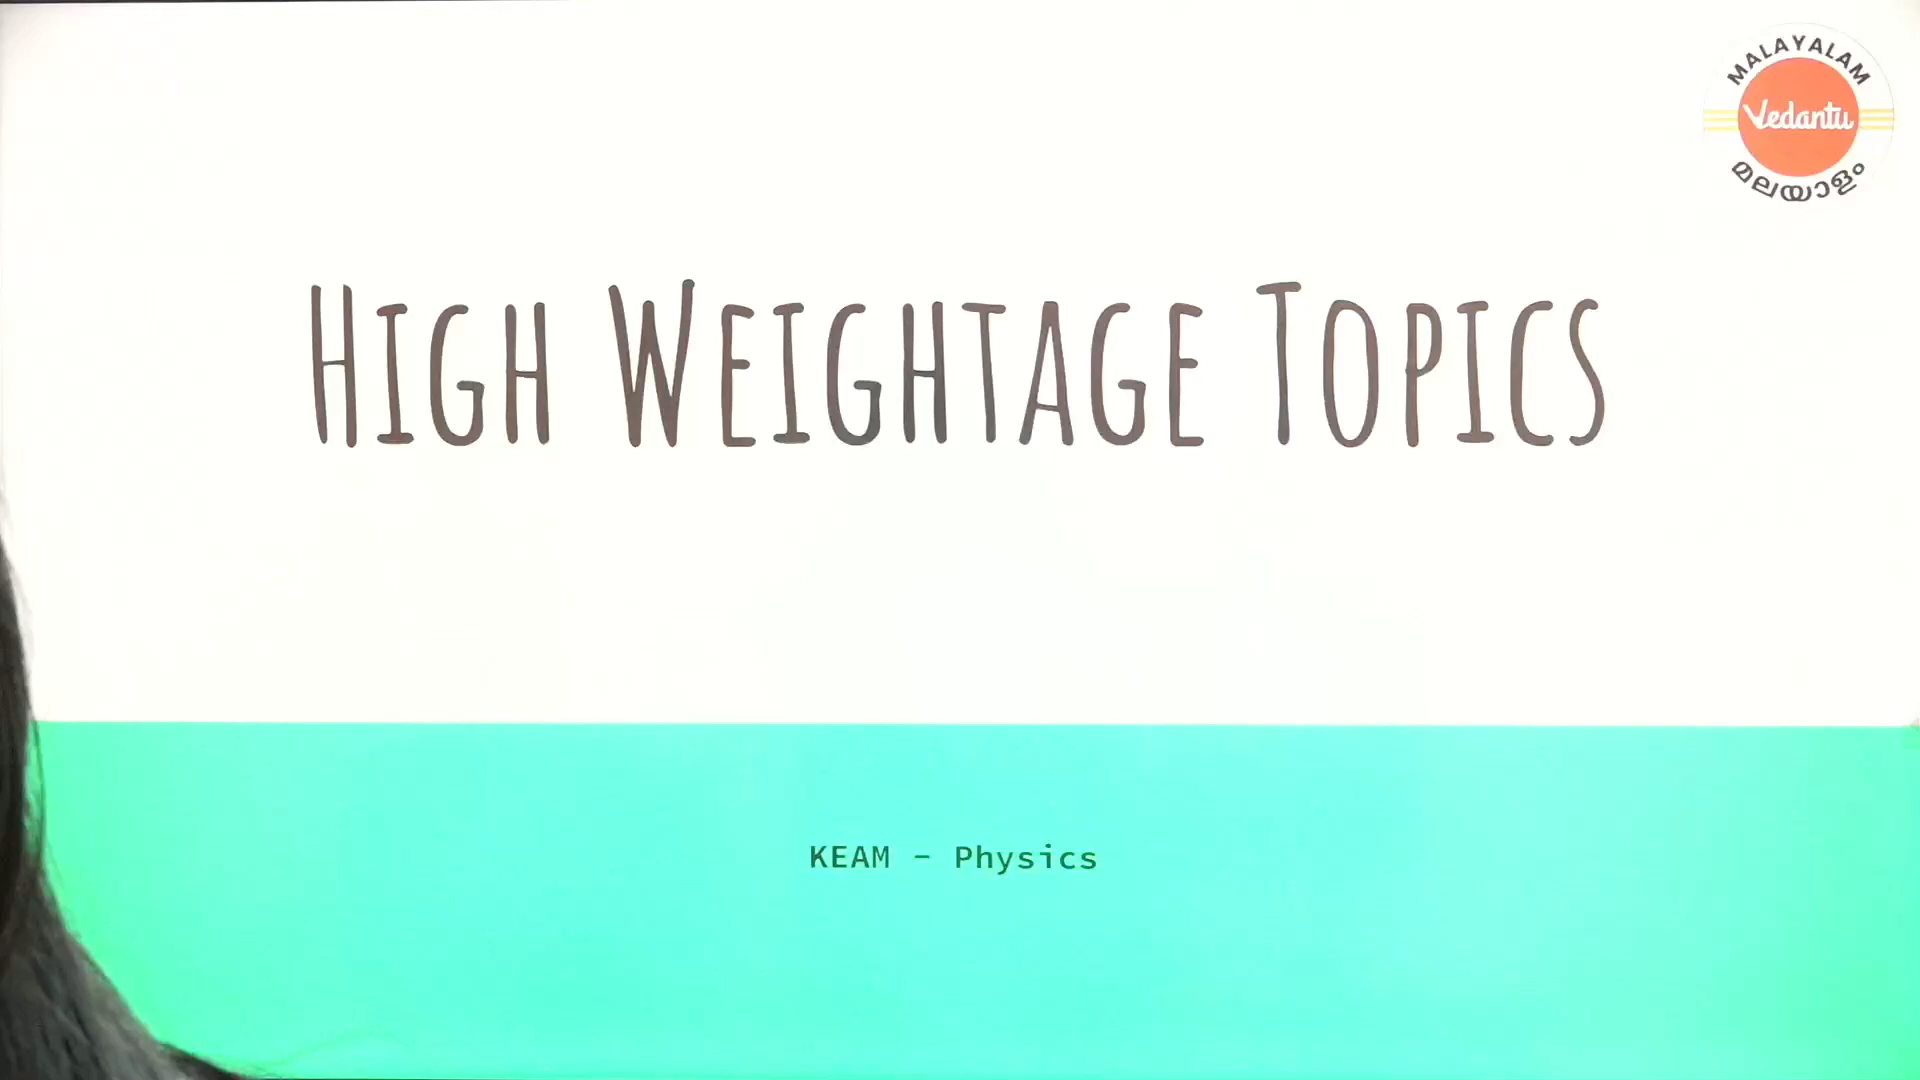 MALAYALAM
Vedantu
മലയാളം
HIGH WEIGHTAGE TOPICS
KEAM - Physics